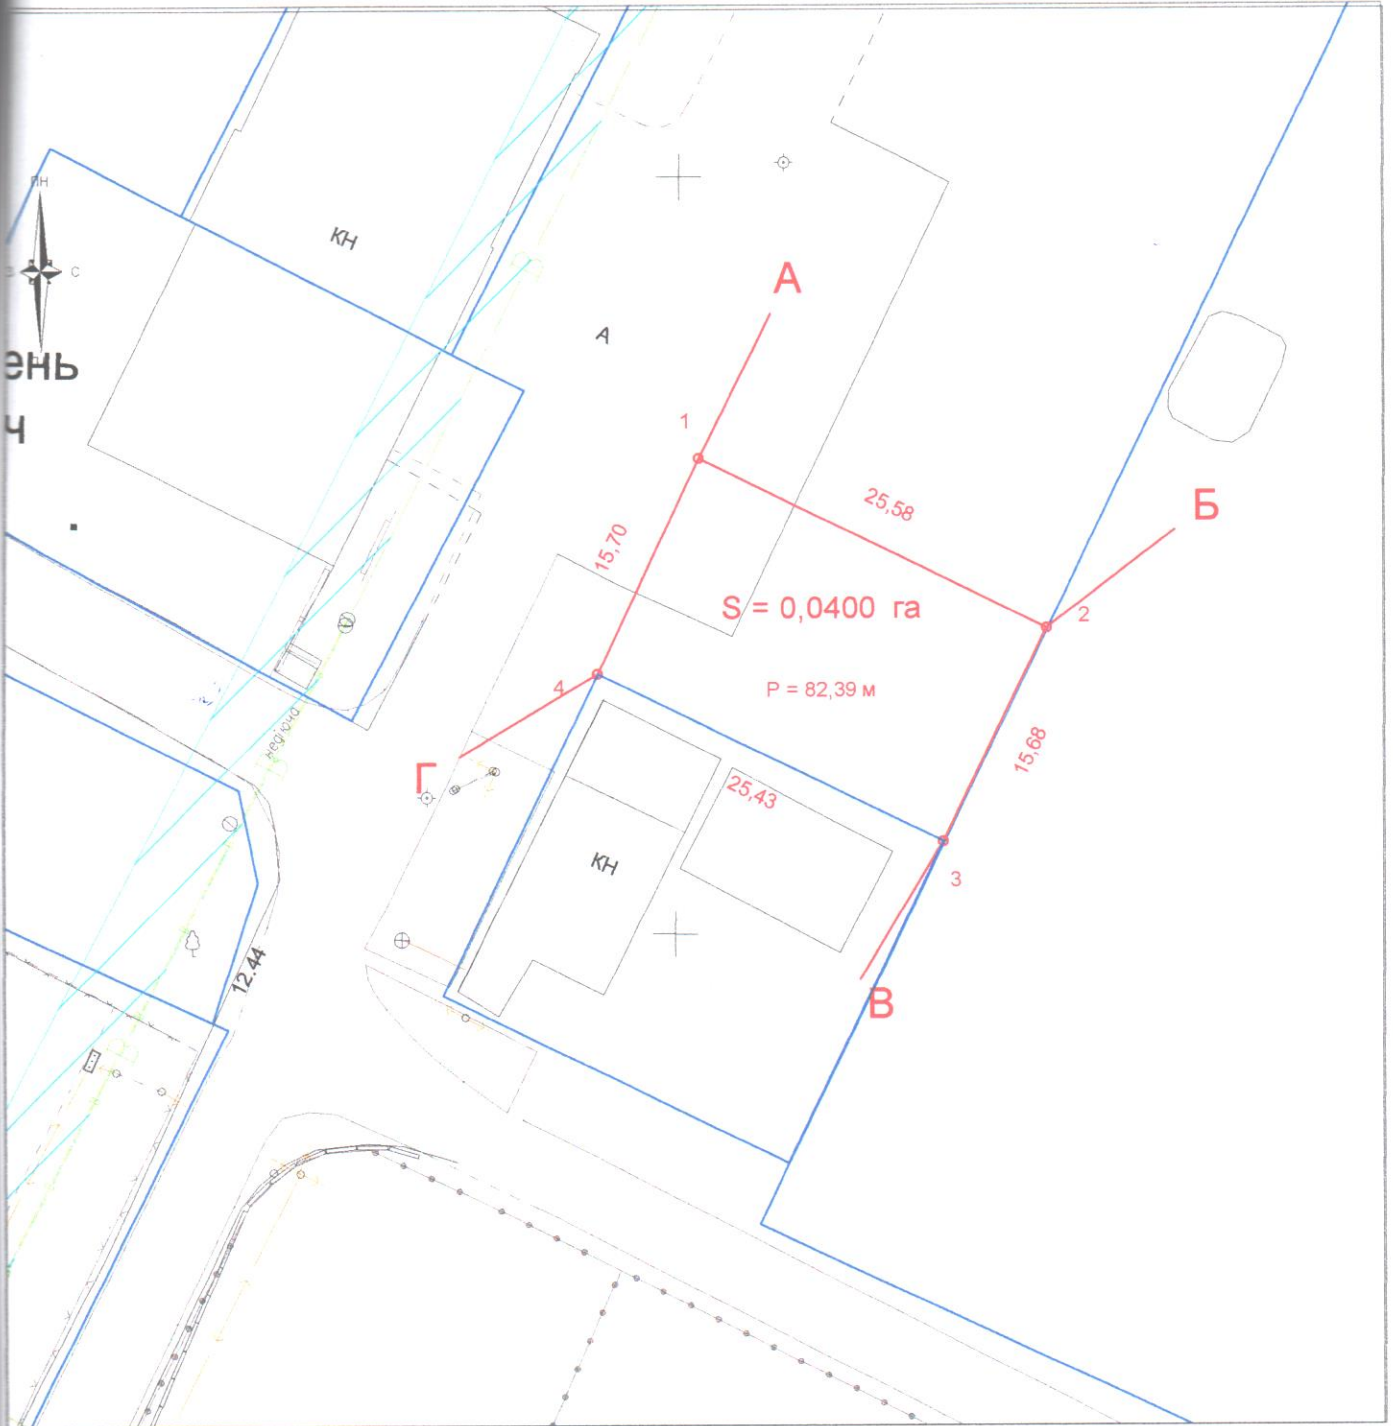 ПН
КН
С
А
А
ень
ч
1
Б
25,58
15,70
S = 0,0400 га
2
4
P = 82,39 м
15,68
Г
25,43
недіюча
В
КН
3
12.44
В
В